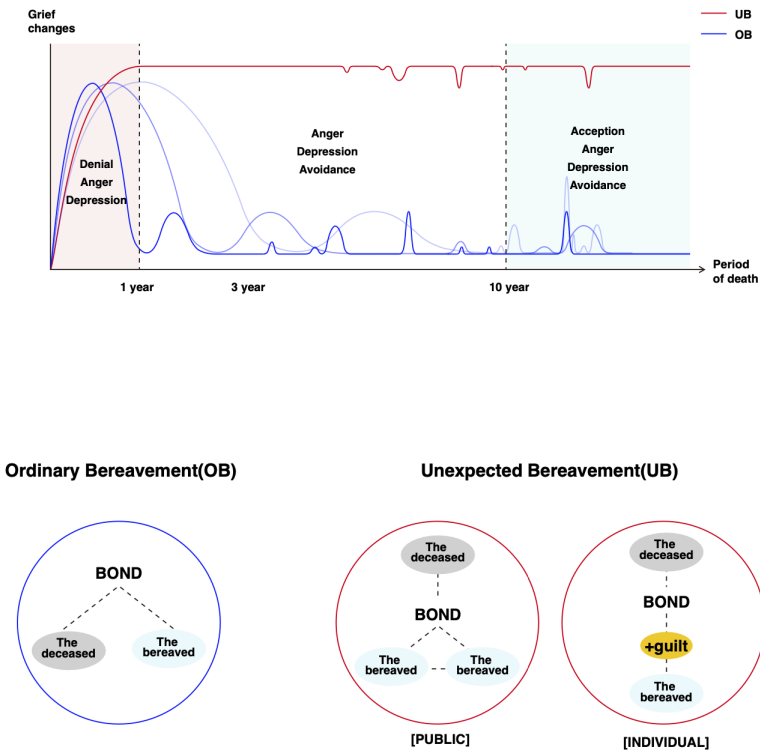 Grief
changes
UB
OB
Denial
Anger
Depression
Anger
Depression
Avoidance
Acception
Anger
Depression
Avoidance
Period
of death
1 year
3 year
10 year
Ordinary Bereavement(OB)
Unexpected Bereavement(UB)
BOND
The
deceased
The
bereaved
The
deceased
BOND
The
bereaved
The
bereaved
[PUBLIC]
The
deceased
BOND
+guilt
The
bereaved
[INDIVIDUAL]